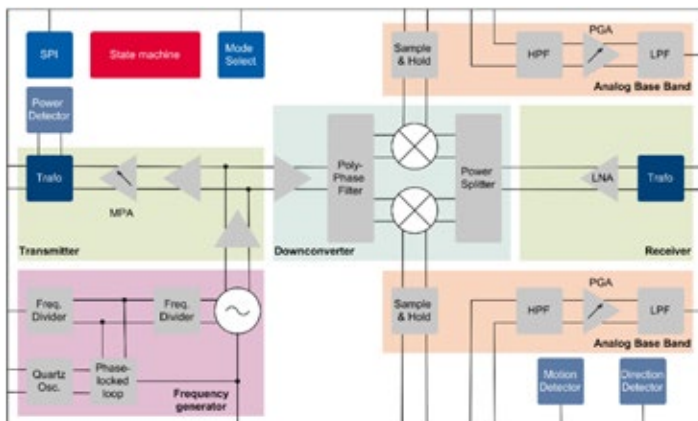 SPI
State machine
Mode
Select
Sample
& Hold
HPF
PGA
LPF
Analog Base Band
Power
Detector
Trafo
MPA
Transmitter
Poly-
Phase
Filter
Power
Splitter
Downconverter
LNA
Trafo
Receiver
Freq.
Divider
Freq.
Divider
Quartz
Osc.
Phase-
locked
loop
Frequency
generator
Sample
& Hold
HPF
PGA
LPF
Analog Base Band
Motion
Detector
Direction
Detector